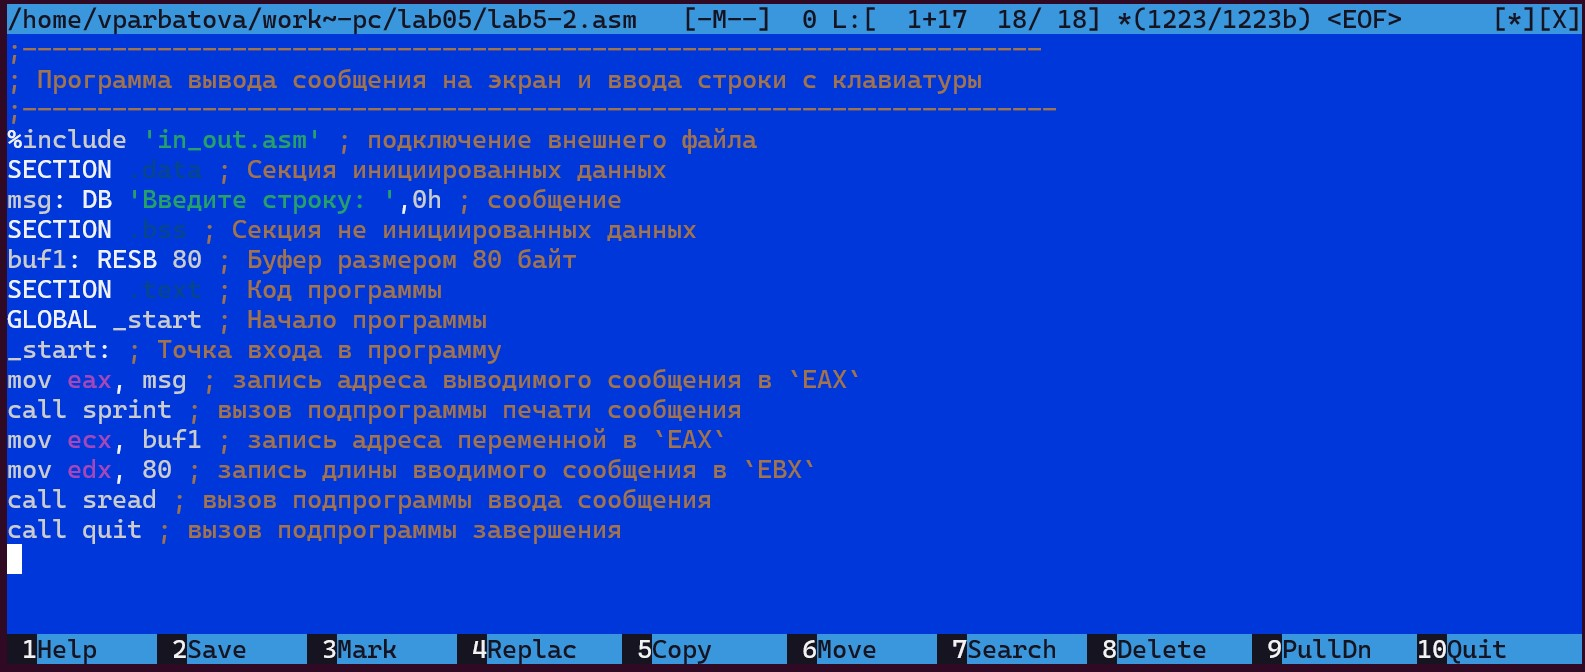 /home/vparbatova/work~-pc/lab05/lab5-2.asm [-M--] 0 L:[ 1+17 18/ 18] *(1223/1223b) <EOF> [*][X]
;--------------------------------------------------------------------
; Программа вывода сообщения на экран и ввода строки с клавиатуры
;---------------------------------------------------------------------
%include 'in_out.asm' ; подключение внешнего файла
SECTION .data ; Секция инициированных данных
msg: DB 'Введите строку: ',0h ; сообщение
SECTION .bss ; Секция не инициированных данных
buf1: RESB 80 ; Буфер размером 80 байт
SECTION .text ; Код программы
GLOBAL _start ; Начало программы
_start: ; Точка входа в программу
mov eax, msg ; запись адреса выводимого сообщения в `EAX`
call sprint ; вызов подпрограммы печати сообщения
mov ecx, buf1 ; запись адреса переменной в `EAX`
mov edx, 80 ; запись длины вводимого сообщения в `EBX`
call sread ; вызов подпрограммы ввода сообщения
call quit ; вызов подпрограммы завершения
1Help 2Save 3Mark 4Replac 5Copy 6Move 7Search 8Delete 9PullDn 10Quit